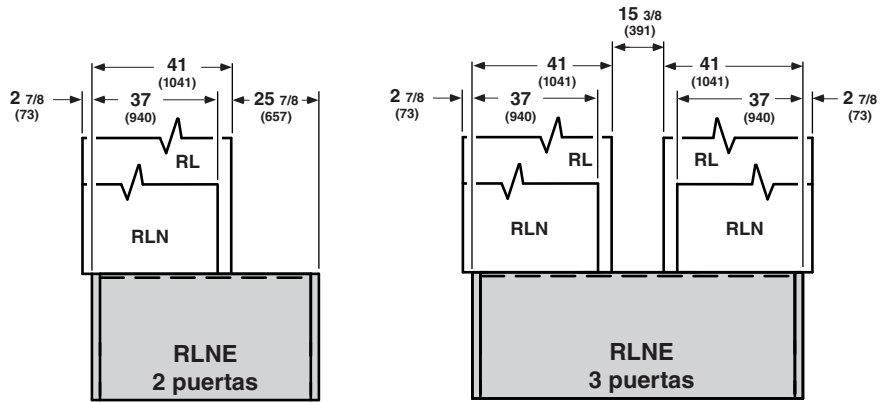 15 3/8
(391)
41
(1041)
2 7/8
(73)
37
(940)
25 7/8
(657)
RL
RLN
RLNE
2 puertas
41
(1041)
41
(1041)
2 7/8
(73)
37
(940)
37
(940)
2 7/8
(73)
RL
RL
RLN
RLN
RLNE
3 puertas